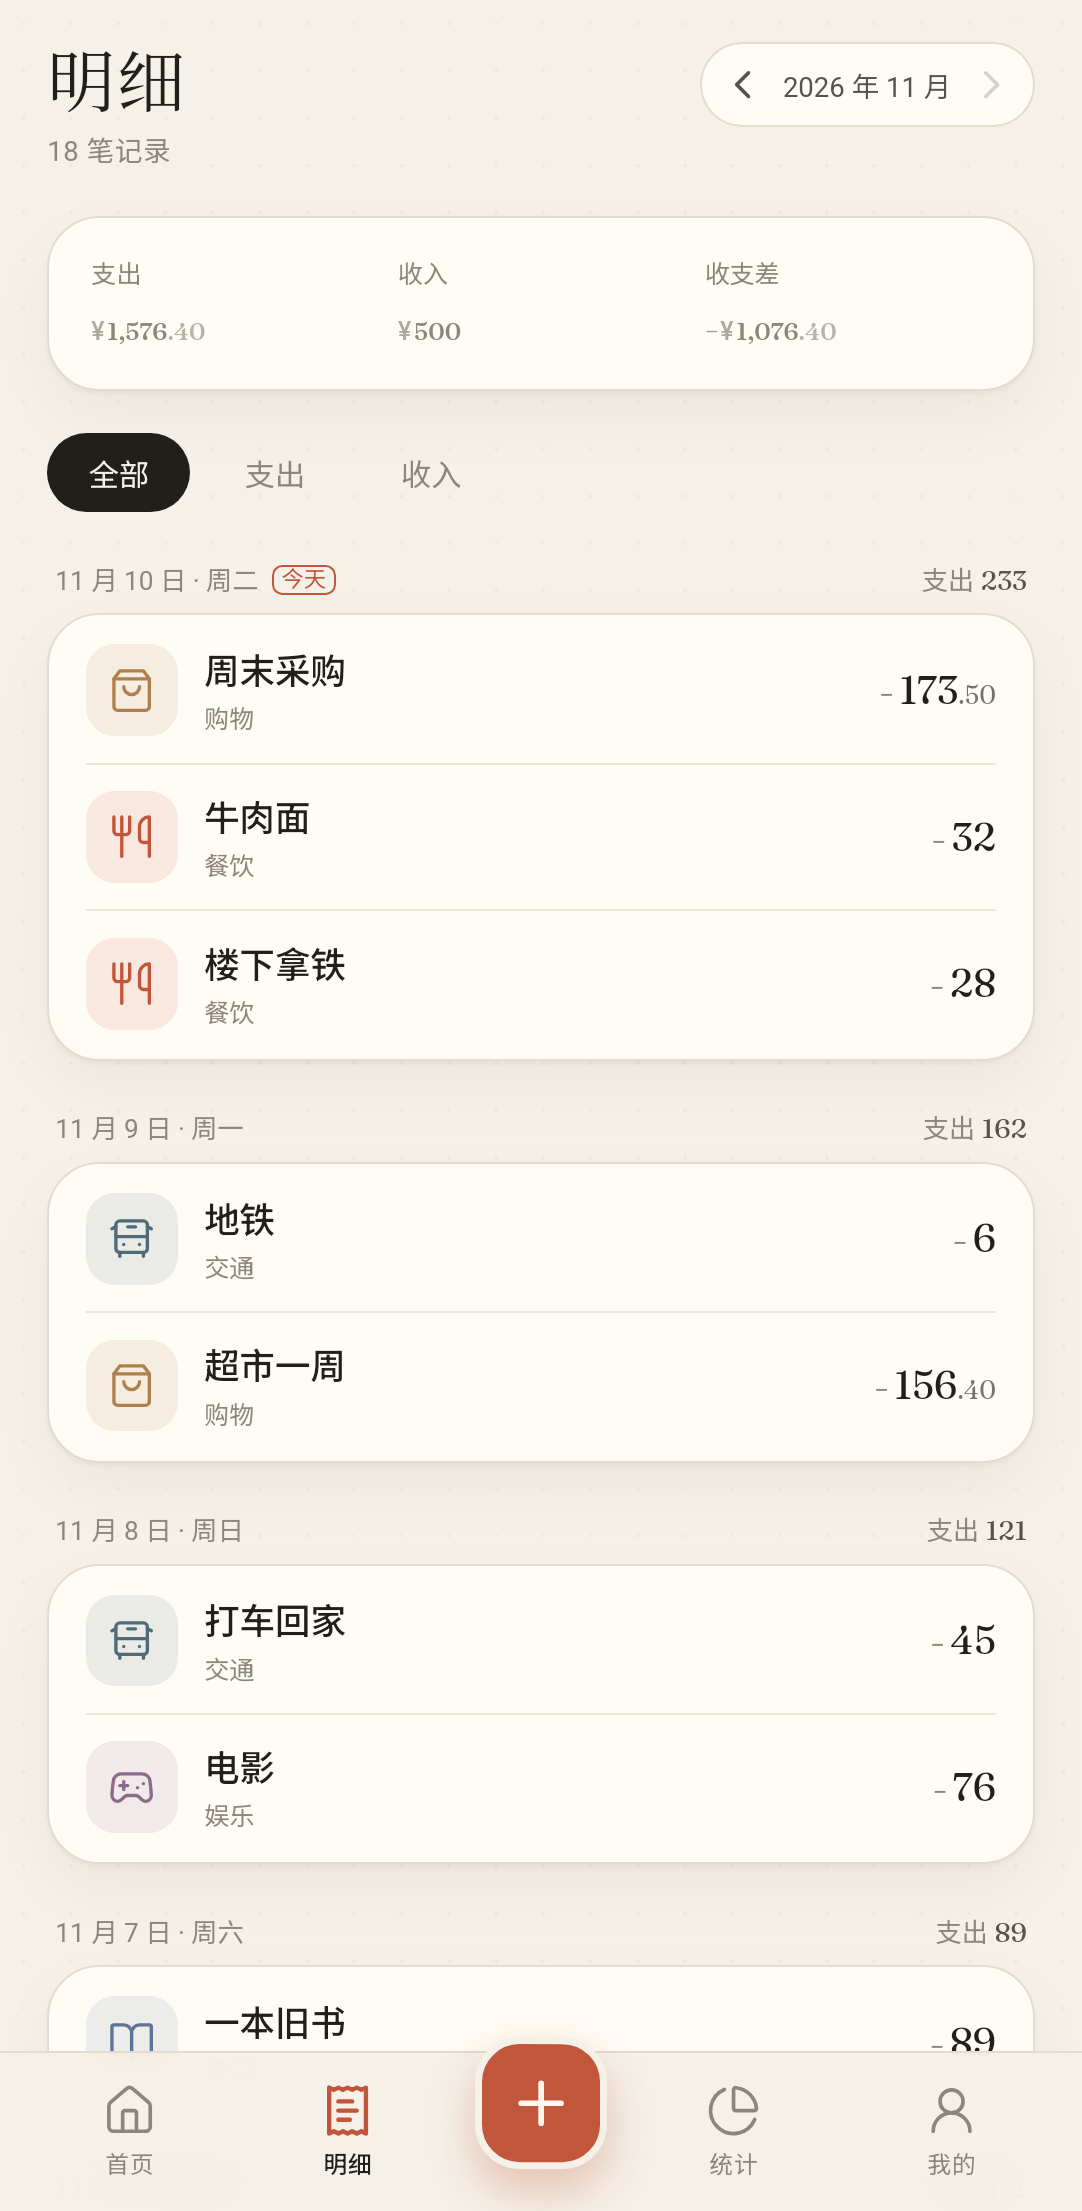 明细
2026 年 11 月
18 笔记录
支出 收入 收支差
¥1,576.40 ¥500 -¥1,076.40
全部 支出 收入
11 月 10 日 · 周二 今天 支出 233
周末采购
购物
-173.50
牛肉面
餐饮
-32
楼下拿铁
餐饮
-28
11 月 9 日 · 周一 支出 162
地铁
交通
-6
超市一周
购物
-156.40
11 月 8 日 · 周日 支出 121
打车回家
交通
-45
电影
娱乐
-76
11 月 7 日 · 周六 支出 89
一本旧书
-89
首页 明细 统计 我的